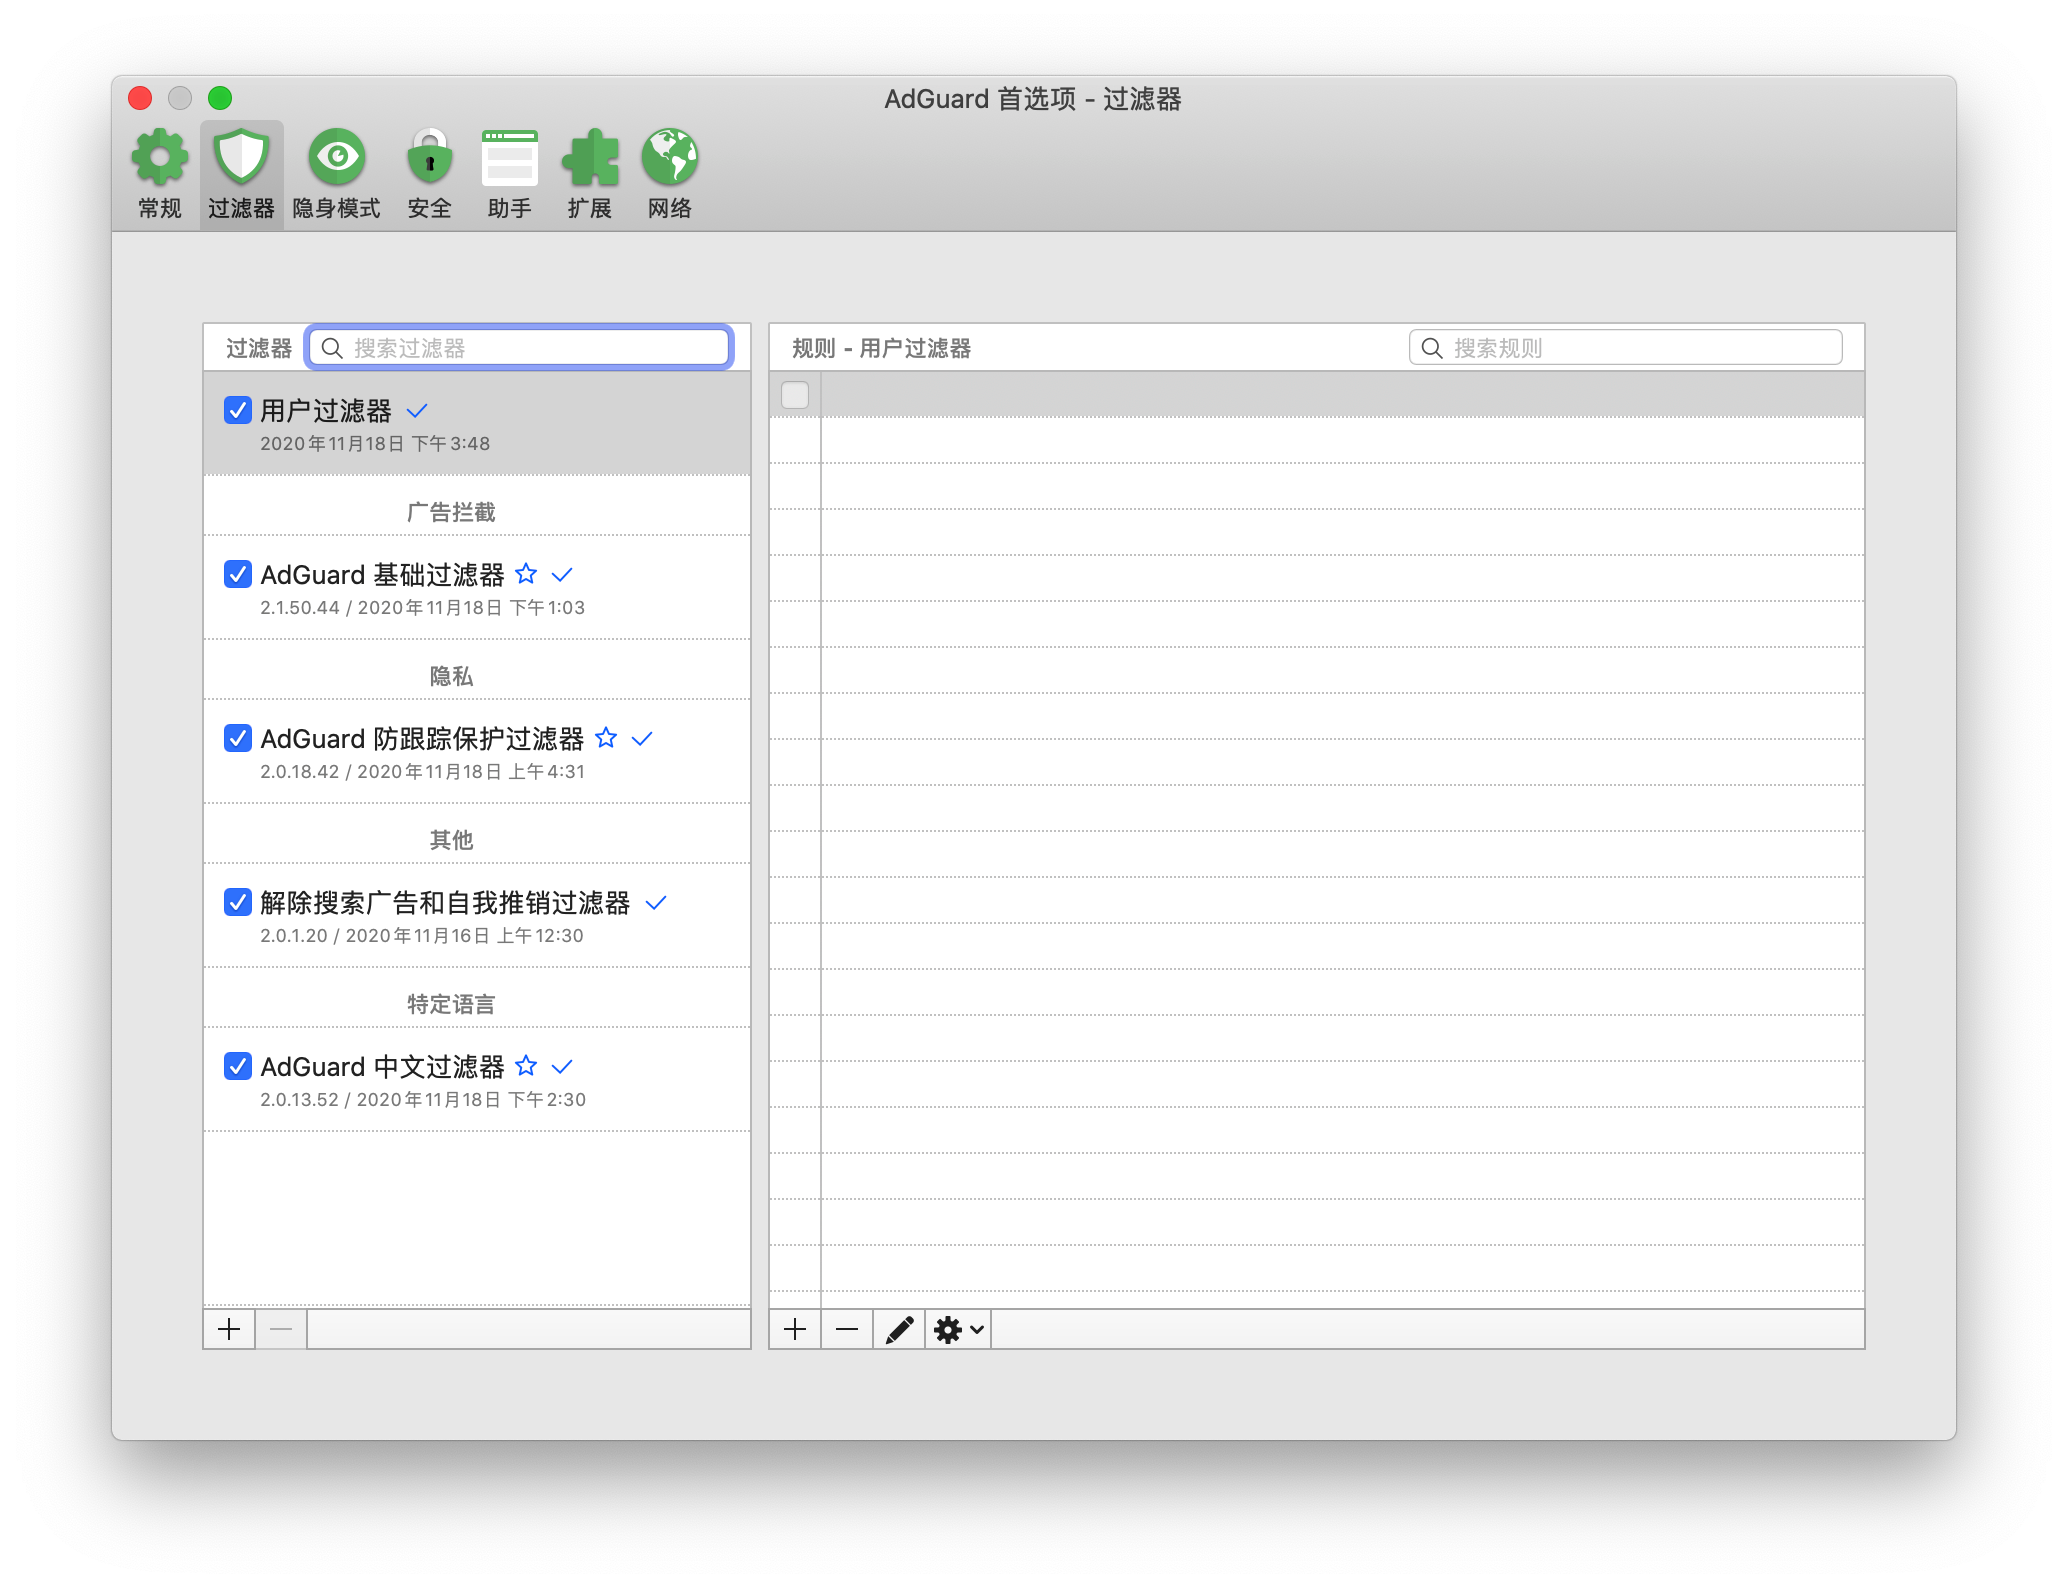 AdGuard 首选项 - 过滤器
常规
过滤器
隐身模式
安全
助手
扩展
网络
过滤器
搜索过滤器
用户过滤器
2020年11月18日 下午3:48
广告拦截
AdGuard 基础过滤器
2.1.50.44 / 2020年11月18日 下午1:03
隐私
AdGuard 防跟踪保护过滤器
2.0.18.42 / 2020年11月18日 上午4:31
其他
解除搜索广告和自我推销过滤器
2.0.1.20 / 2020年11月16日 上午12:30
特定语言
AdGuard 中文过滤器
2.0.13.52 / 2020年11月18日 下午2:30
规则 - 用户过滤器
搜索规则